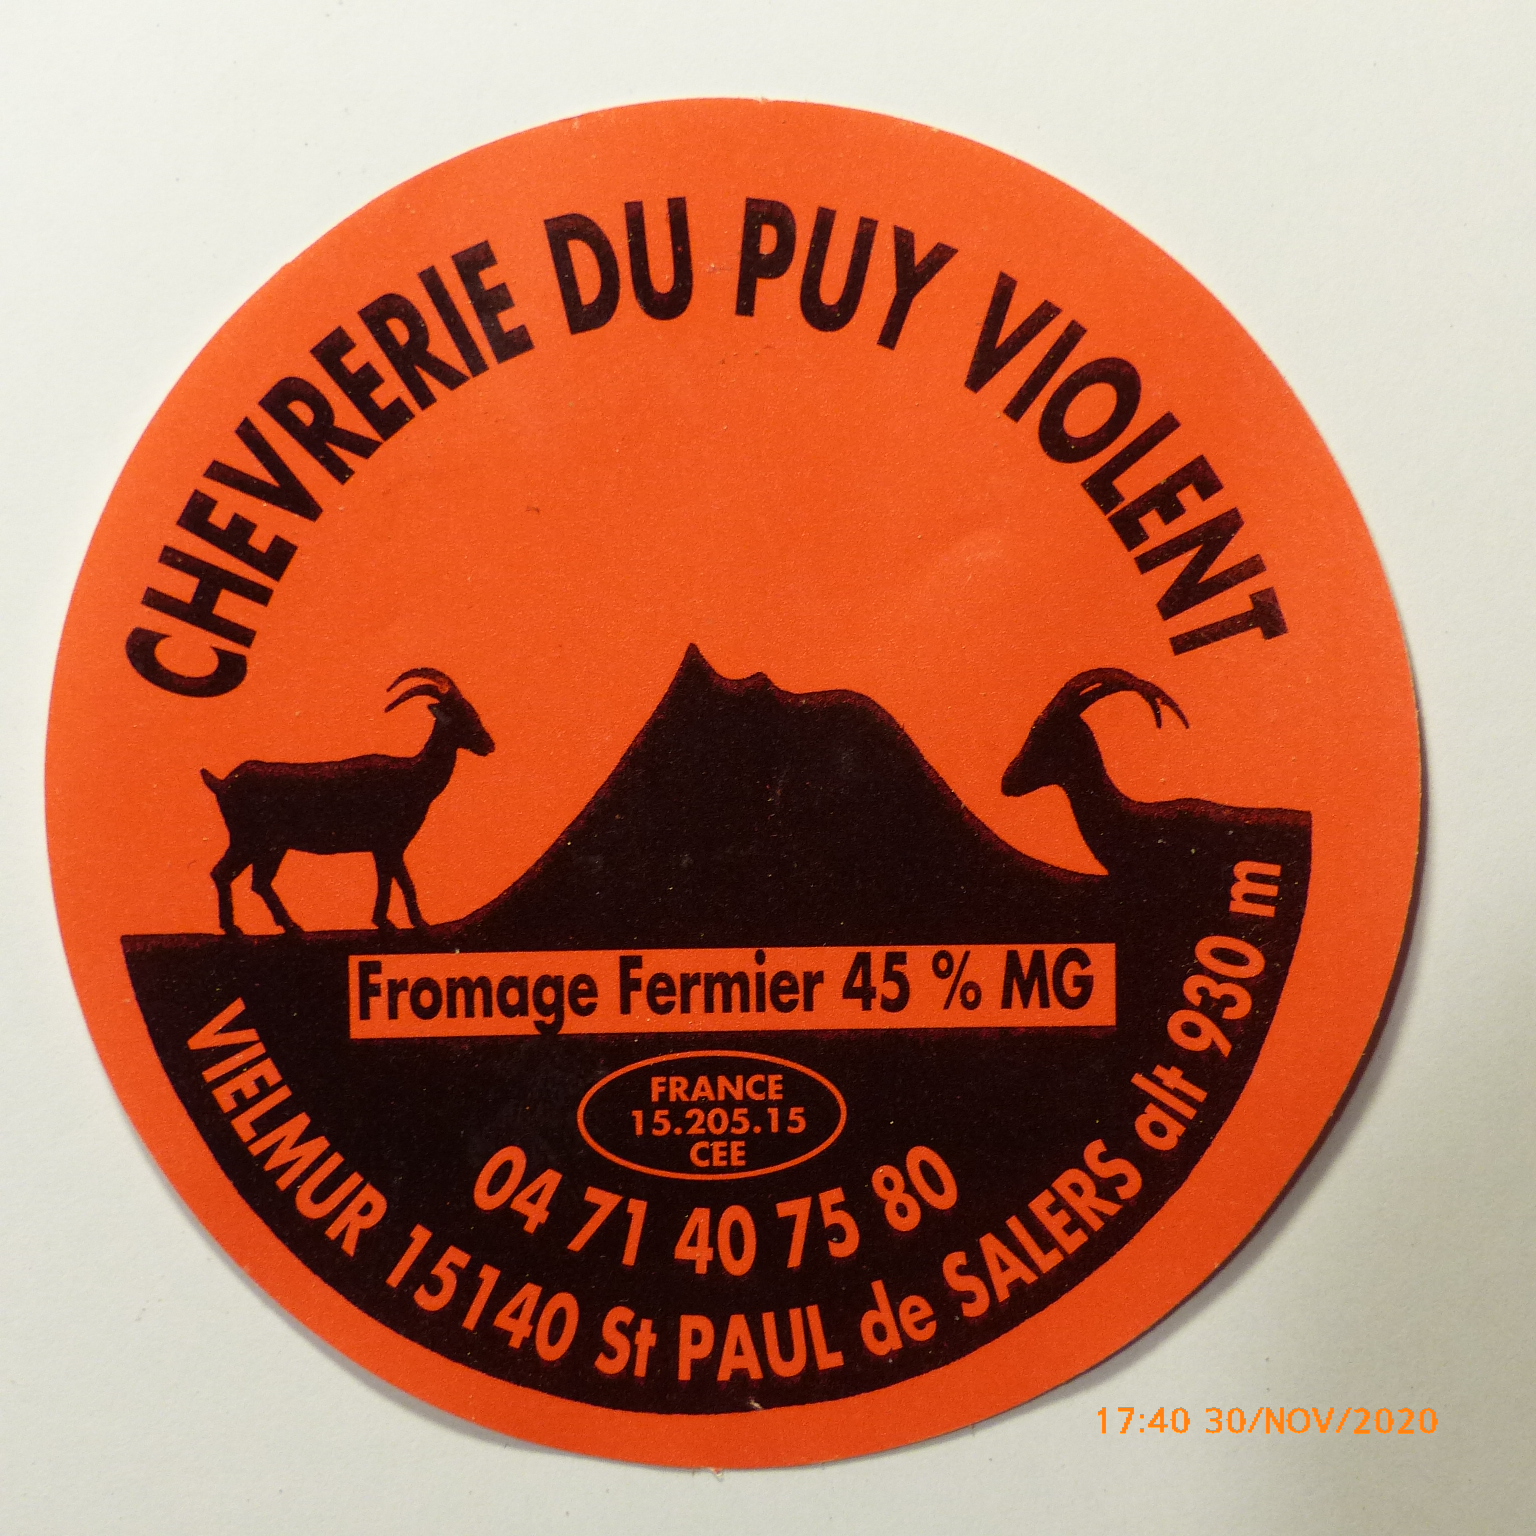 CHEVRERIE DU PUY VIOLENT
Fromage Fermier 45 % MG
FRANCE
15.205.15
CEE
04 71 40 75 80
VIELMUR 15140 St PAUL de SALERS alt 930 m
17:40 30/NOV/2020